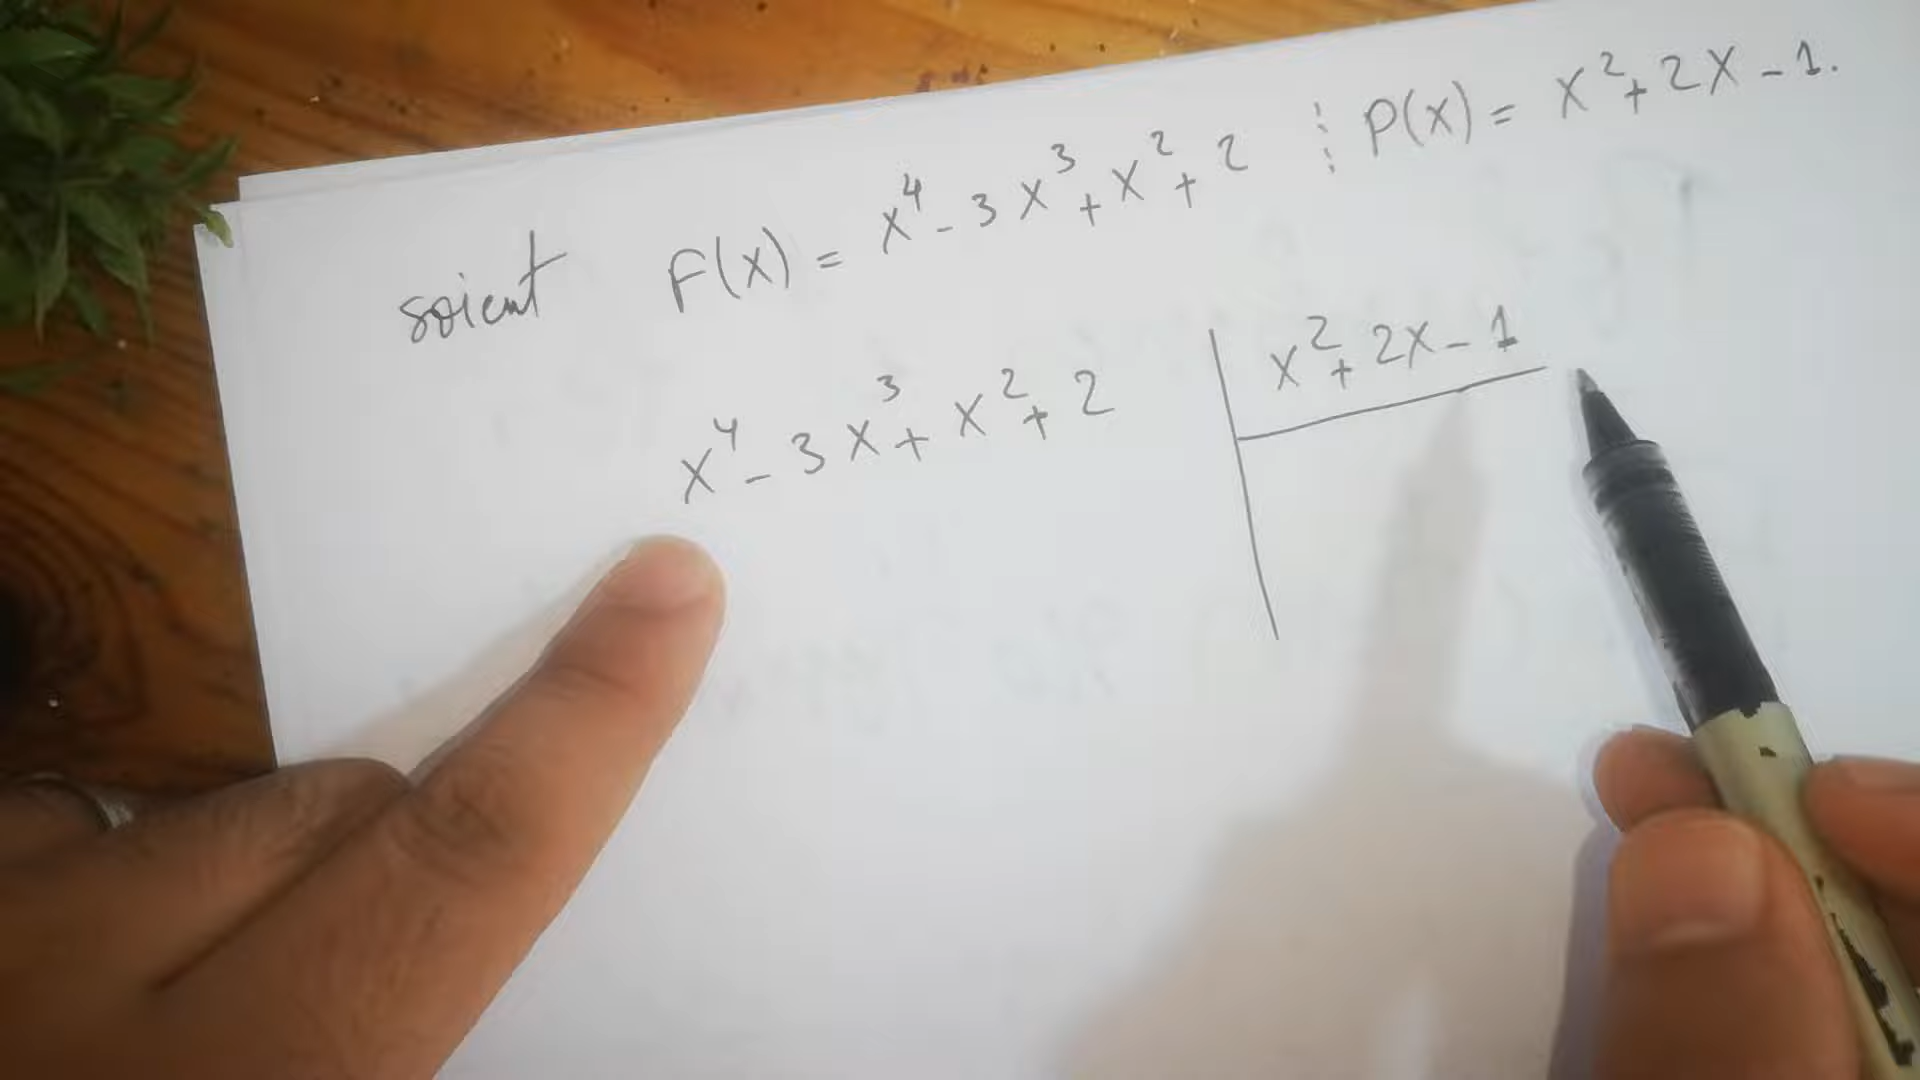 soient F(x) = x⁴ - 3x³ + x² + 2 ⋮ P(x) = x² + 2x - 1.
x⁴ - 3x³ + x² + 2 | x² + 2x - 1